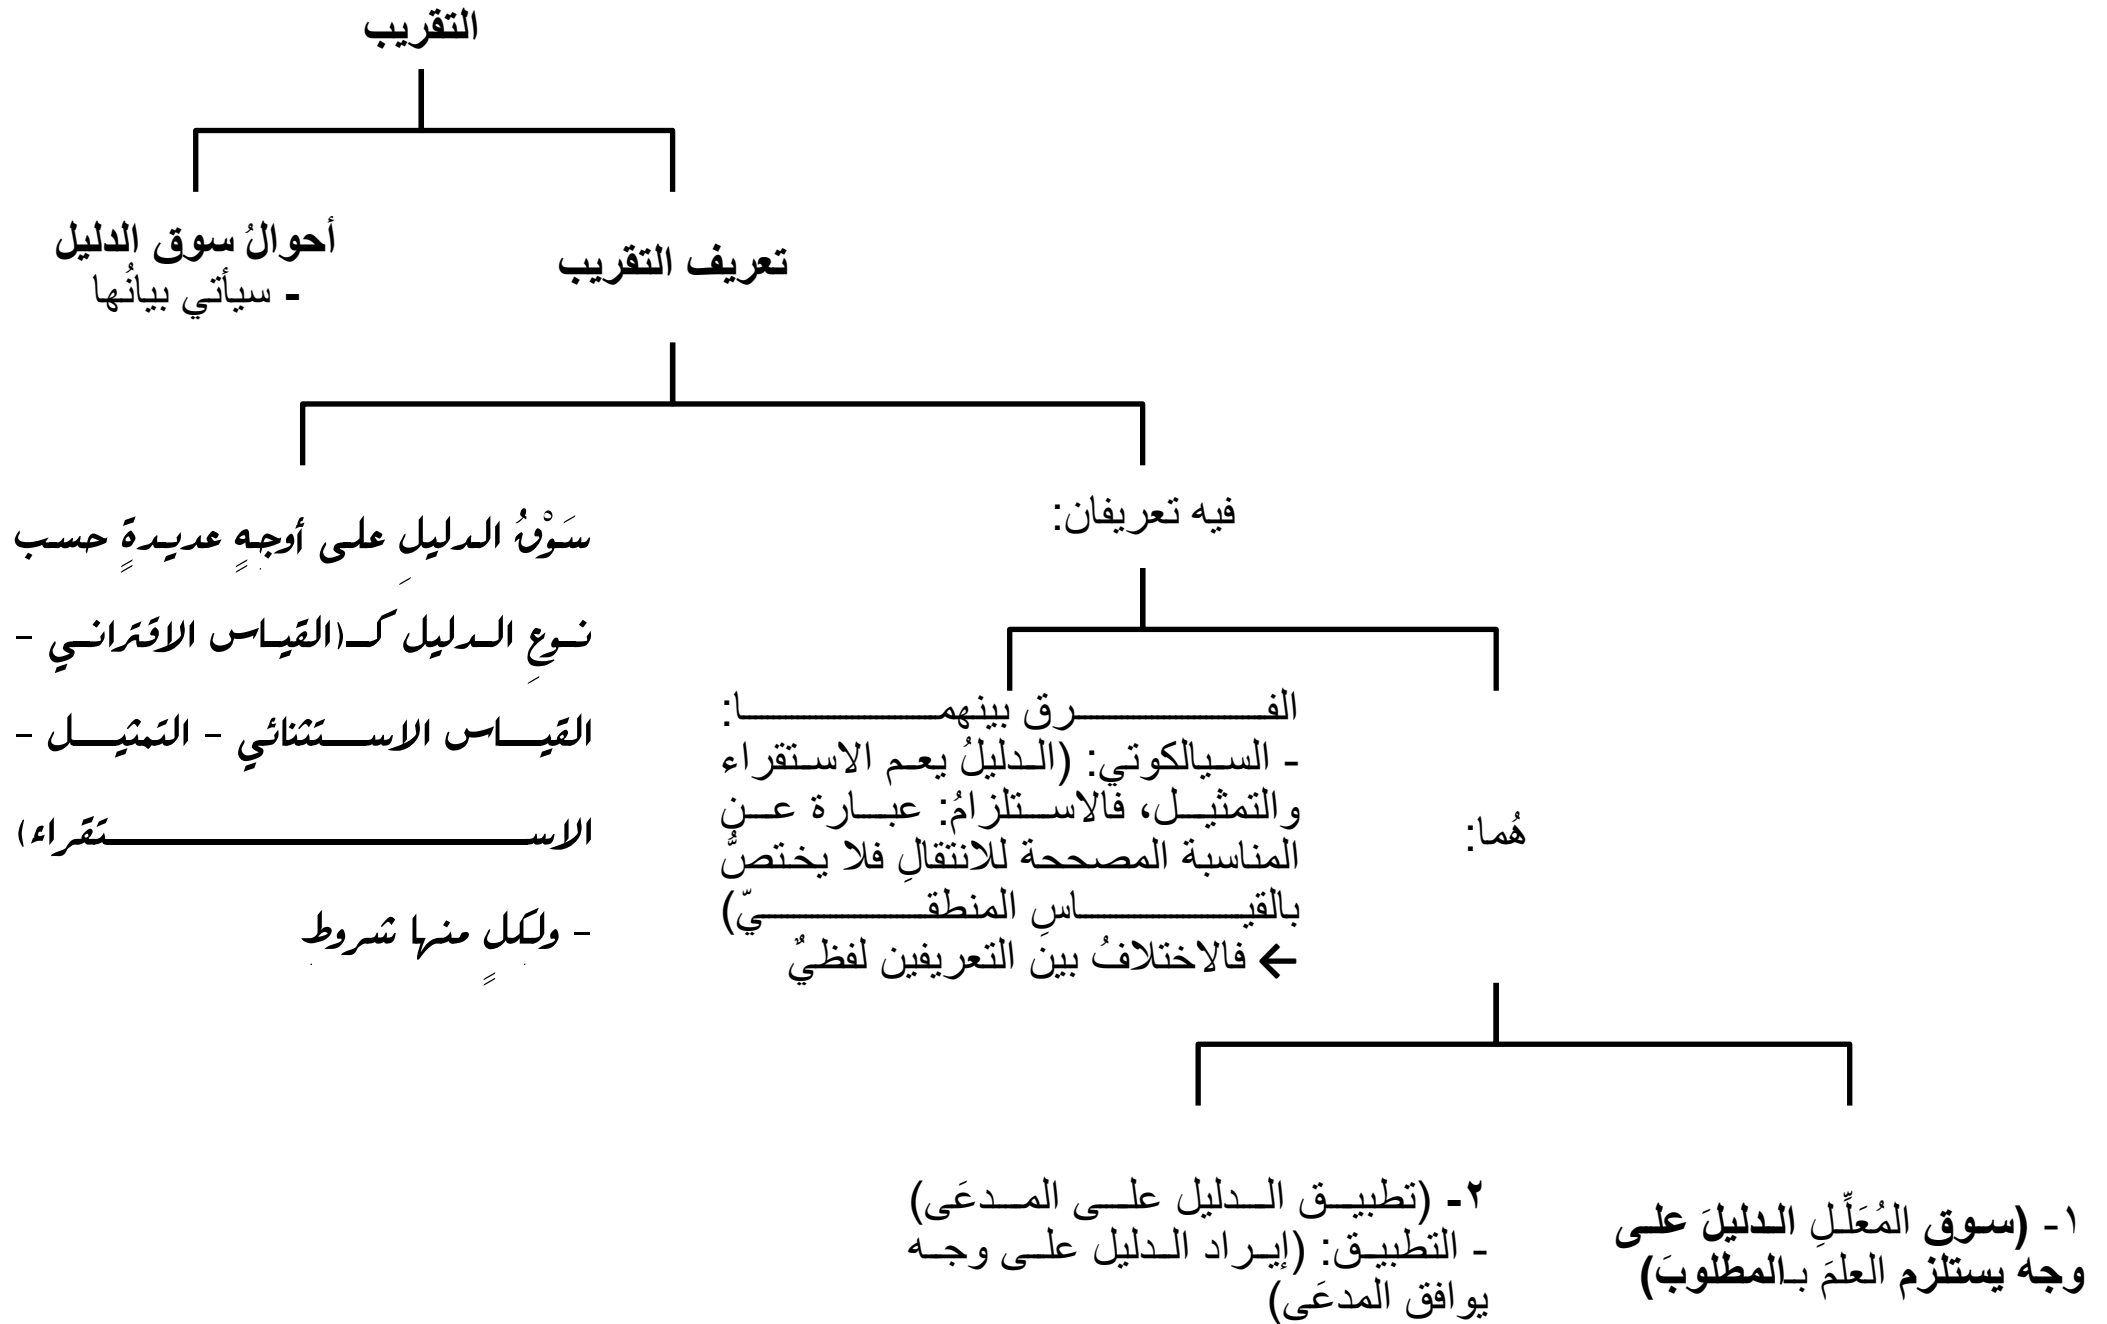 التقريب
تعريف التقريب
أحوالُ سوق الدليل
- سيأتي بيانُها
فيه تعريفان:
سَوْقُ الدليلِ على أوجهٍ عديدةٍ حسب
نوعِ الدليل كـ(القياس الاقتراني -
القياس الاستثنائي - التمثيل -
الاستقراء)
- ولكلٍ منها شروط
هُما:
الفرق بينهما:
- السيالكوتي: (الدليلُ يعم الاستقراء
والتمثيل، فالاستلزامُ: عبارة عن
المناسبة المصححة للانتقالِ فلا يختصُّ
بالقياسِ المنطقيّ)
← فالاختلافُ بين التعريفين لفظيٌ
١- (سوق المُعَلِّلِ الدليلَ على
وجه يستلزم العلمَ بـالمطلوبَ)
٢- (تطبيق الدليل على المدعَى)
- التطبيق: (إيراد الدليل على وجه
يوافق المدعَى)